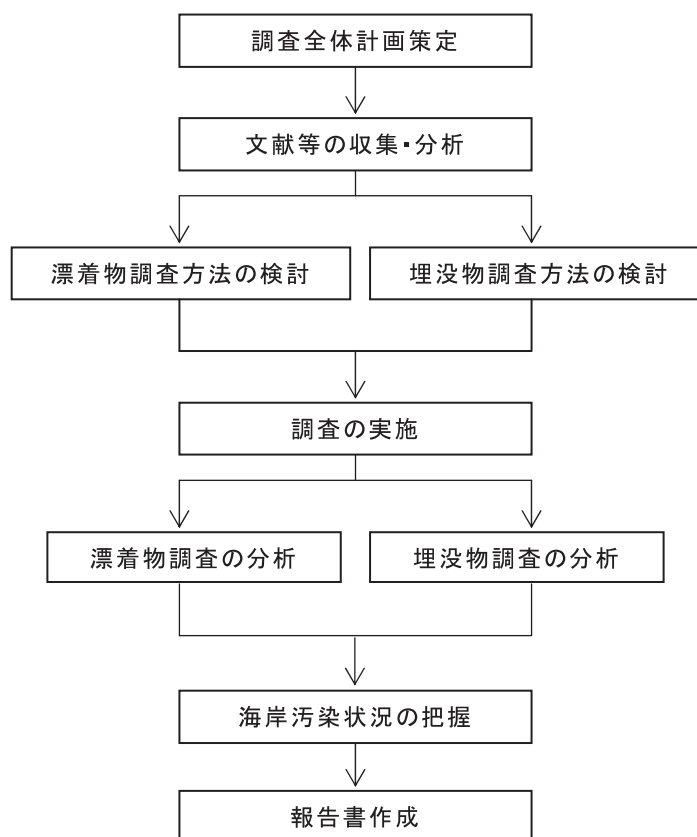 調査全体計画策定
文献等の収集・分析
漂着物調査方法の検討
埋没物調査方法の検討
調査の実施
漂着物調査の分析
埋没物調査の分析
海岸汚染状況の把握
報告書作成